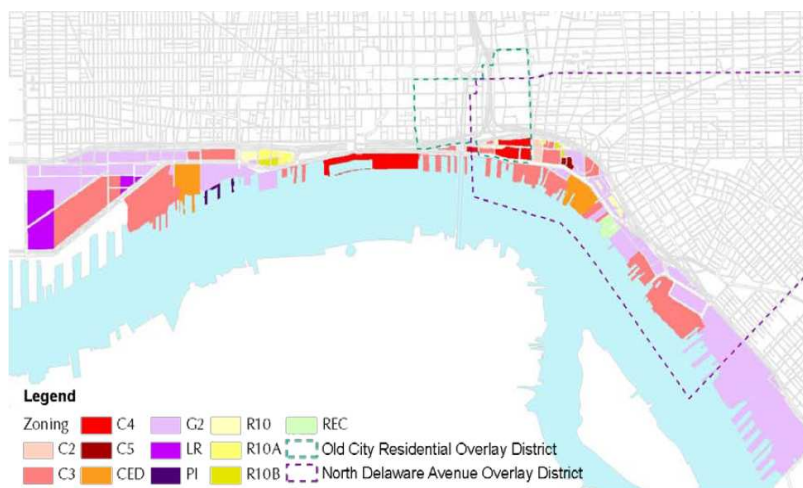 Legend
Zoning C4 G2 R10 REC
C2 C5 LR R10A Old City Residential Overlay District
C3 CED PI R10B North Delaware Avenue Overlay District